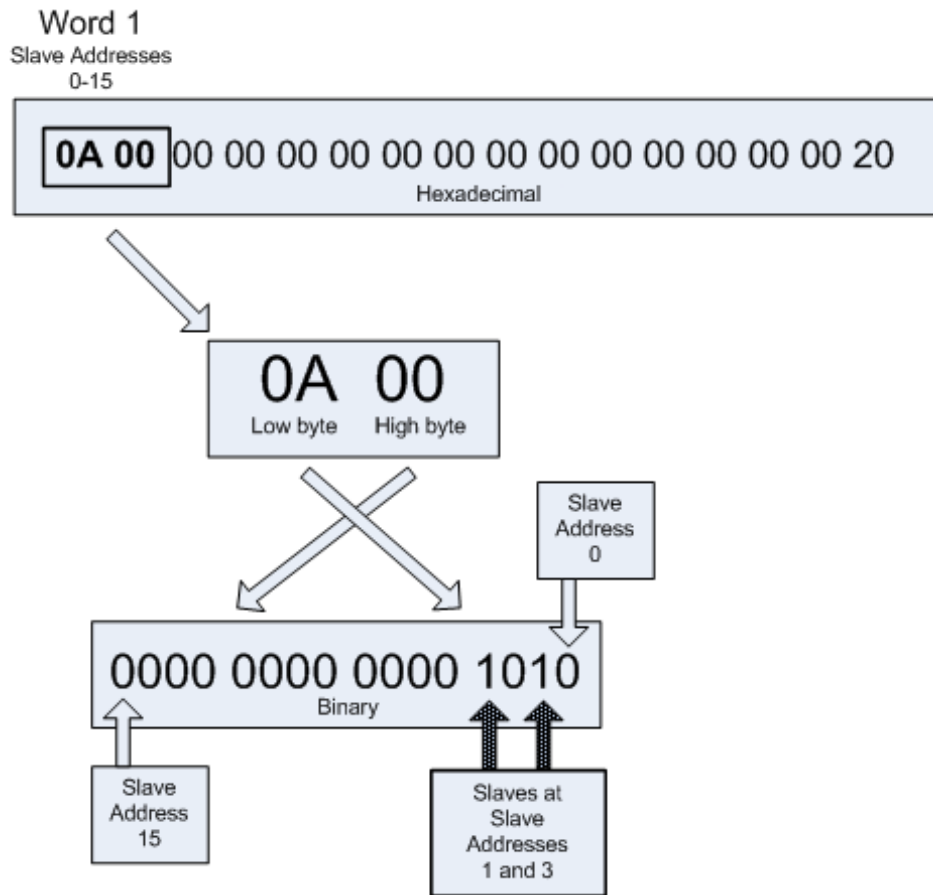 Word 1
Slave Addresses
0-15
0A 00 00 00 00 00 00 00 00 00 00 00 00 00 00 20
Hexadecimal
0A 00
Low byte High byte
Slave
Address
0
0000 0000 0000 1010
Binary
Slave
Address
15
Slaves at
Slave
Addresses
1 and 3